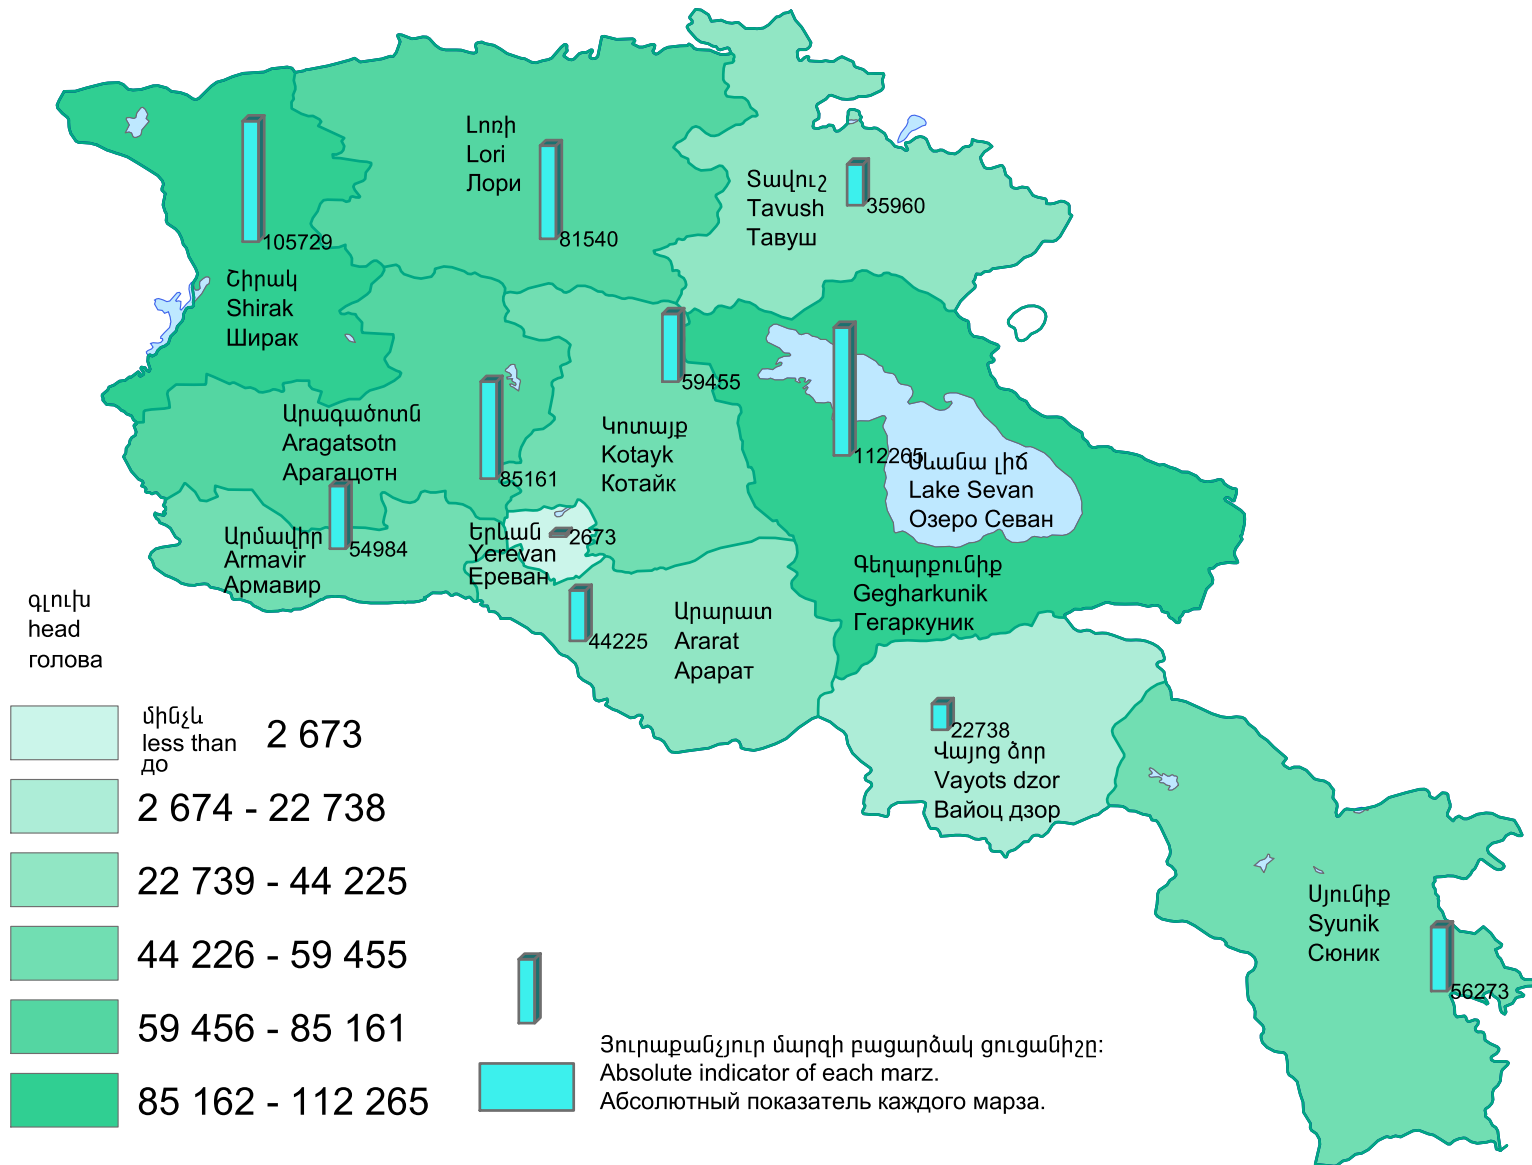 Լոռի
Lori
Лори
81540
Տավուշ
Tavush
Тавуш
35960
105729
Շիրակ
Shirak
Ширак
59455
Արագածոտն
Aragatsotn
Арагацотн
85161
Կոտայք
Kotayk
Котайк
112265
Սևանա լիճ
Lake Sevan
Озеро Севан
Արմավիր
Armavir
Армавир
54984
Երևան
Yerevan
Ереван
2673
Գեղարքունիք
Gegharkunik
Гегаркуник
44225
Արարատ
Ararat
Арарат
22738
Վայոց ձոր
Vayots dzor
Вайоц дзор
Սյունիք
Syunik
Сюник
56273
գլուխ
head
голова
մինչև
less than
до
2 673
2 674 - 22 738
22 739 - 44 225
44 226 - 59 455
59 456 - 85 161
85 162 - 112 265
Յուրաքանչյուր մարզի բացարձակ ցուցանիշը:
Absolute indicator of each marz.
Абсолютный показатель каждого марза.